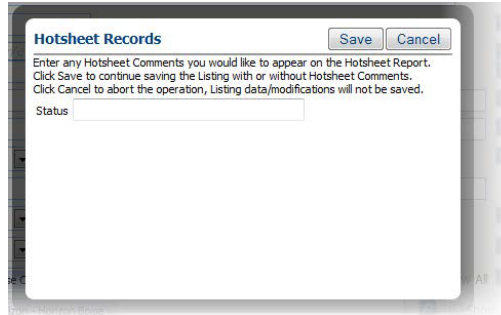 Hotsheet Records
Save
Cancel
Enter any Hotsheet Comments you would like to appear on the Hotsheet Report.
Click Save to continue saving the Listing with or without Hotsheet Comments.
Click Cancel to abort the operation, Listing data/modifications will not be saved.
Status
All